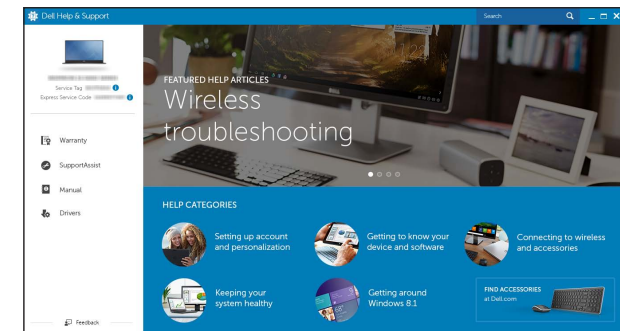 Dell Help & Support
Search
Service Tag
Express Service Code
Warranty
SupportAssist
Manual
Drivers
Feedback
FEATURED HELP ARTICLES
Wireless
troubleshooting
HELP CATEGORIES
Setting up account
and personalization
Getting to know your
device and software
Connecting to wireless
and accessories
Keeping your
system healthy
Getting around
Windows 8.1
FIND ACCESSORIES
at Dell.com